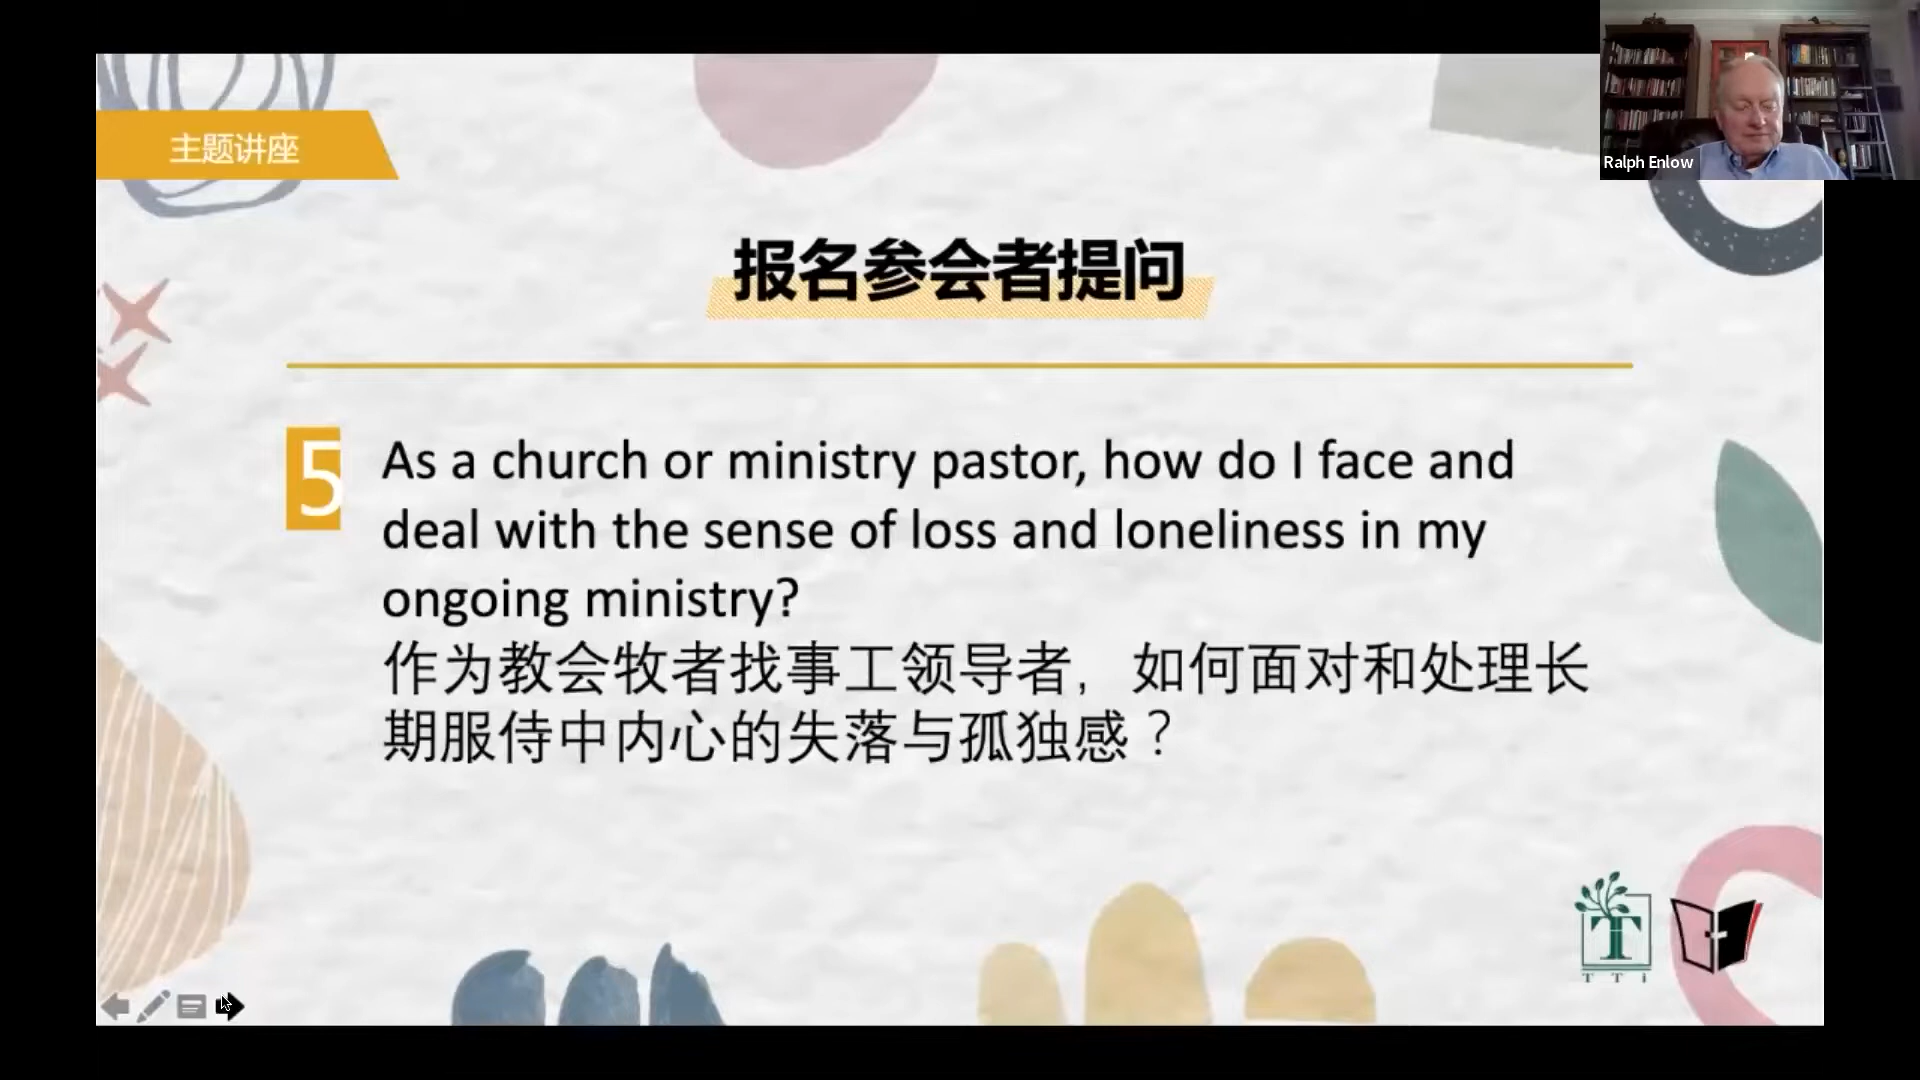 主题讲座
Ralph Enlow
报名参会者提问
5
As a church or ministry pastor, how do I face and
deal with the sense of loss and loneliness in my
ongoing ministry?
作为教会牧者找事工领导者，如何面对和处理长
期服侍中内心的失落与孤独感？
T
T T i